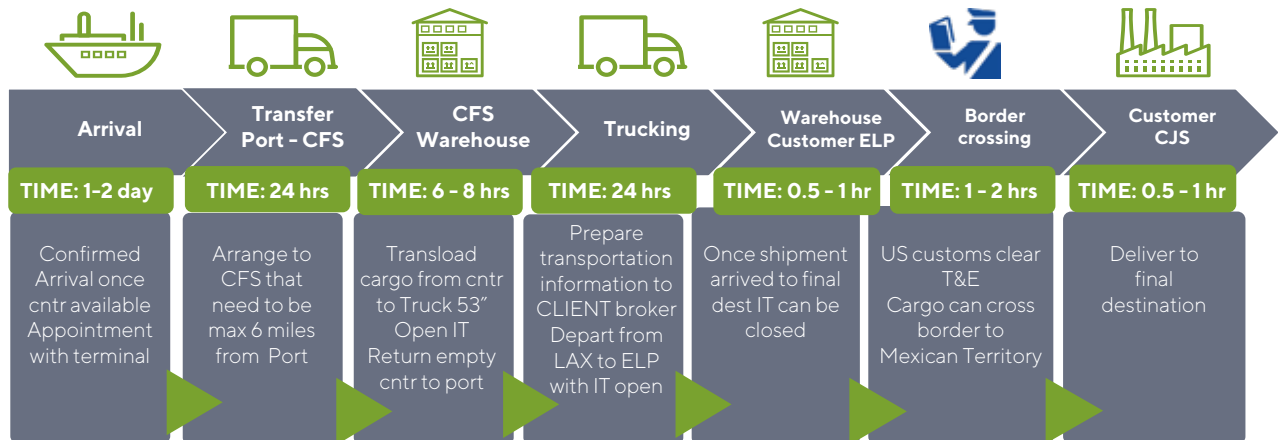 Arrival
Transfer
Port - CFS
CFS
Warehouse
Trucking
Warehouse
Customer ELP
Border
crossing
Customer
CJS
TIME: 1-2 day
TIME: 24 hrs
TIME: 6 - 8 hrs
TIME: 24 hrs
TIME: 0.5 - 1 hr
TIME: 1 - 2 hrs
TIME: 0.5 - 1 hr
Confirmed
Arrival once
cntr available
Appointment
with terminal
Arrange to
CFS that
need to be
max 6 miles
from Port
Transload
cargo from cntr
to Truck 53”
Open IT
Return empty
cntr to port
Prepare
transportation
information to
CLIENT broker
Depart from
LAX to ELP
with IT open
Once shipment
arrived to final
dest IT can be
closed
US customs clear
T&E
Cargo can cross
border to
Mexican Territory
Deliver to
final
destination